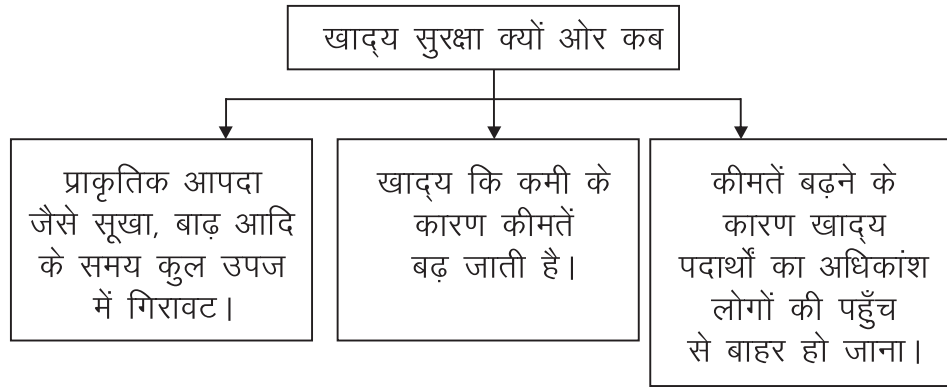 खाद्य सुरक्षा क्यों ओर कब
प्राकृतिक आपदा
जैसे सूखा, बाढ़ आदि
के समय कुल उपज
में गिरावट।
खाद्य कि कमी के
कारण कीमतें
बढ़ जाती है।
कीमतें बढ़ने के
कारण खाद्य
पदार्थों का अधिकांश
लोगों की पहुँच
से बाहर हो जाना।